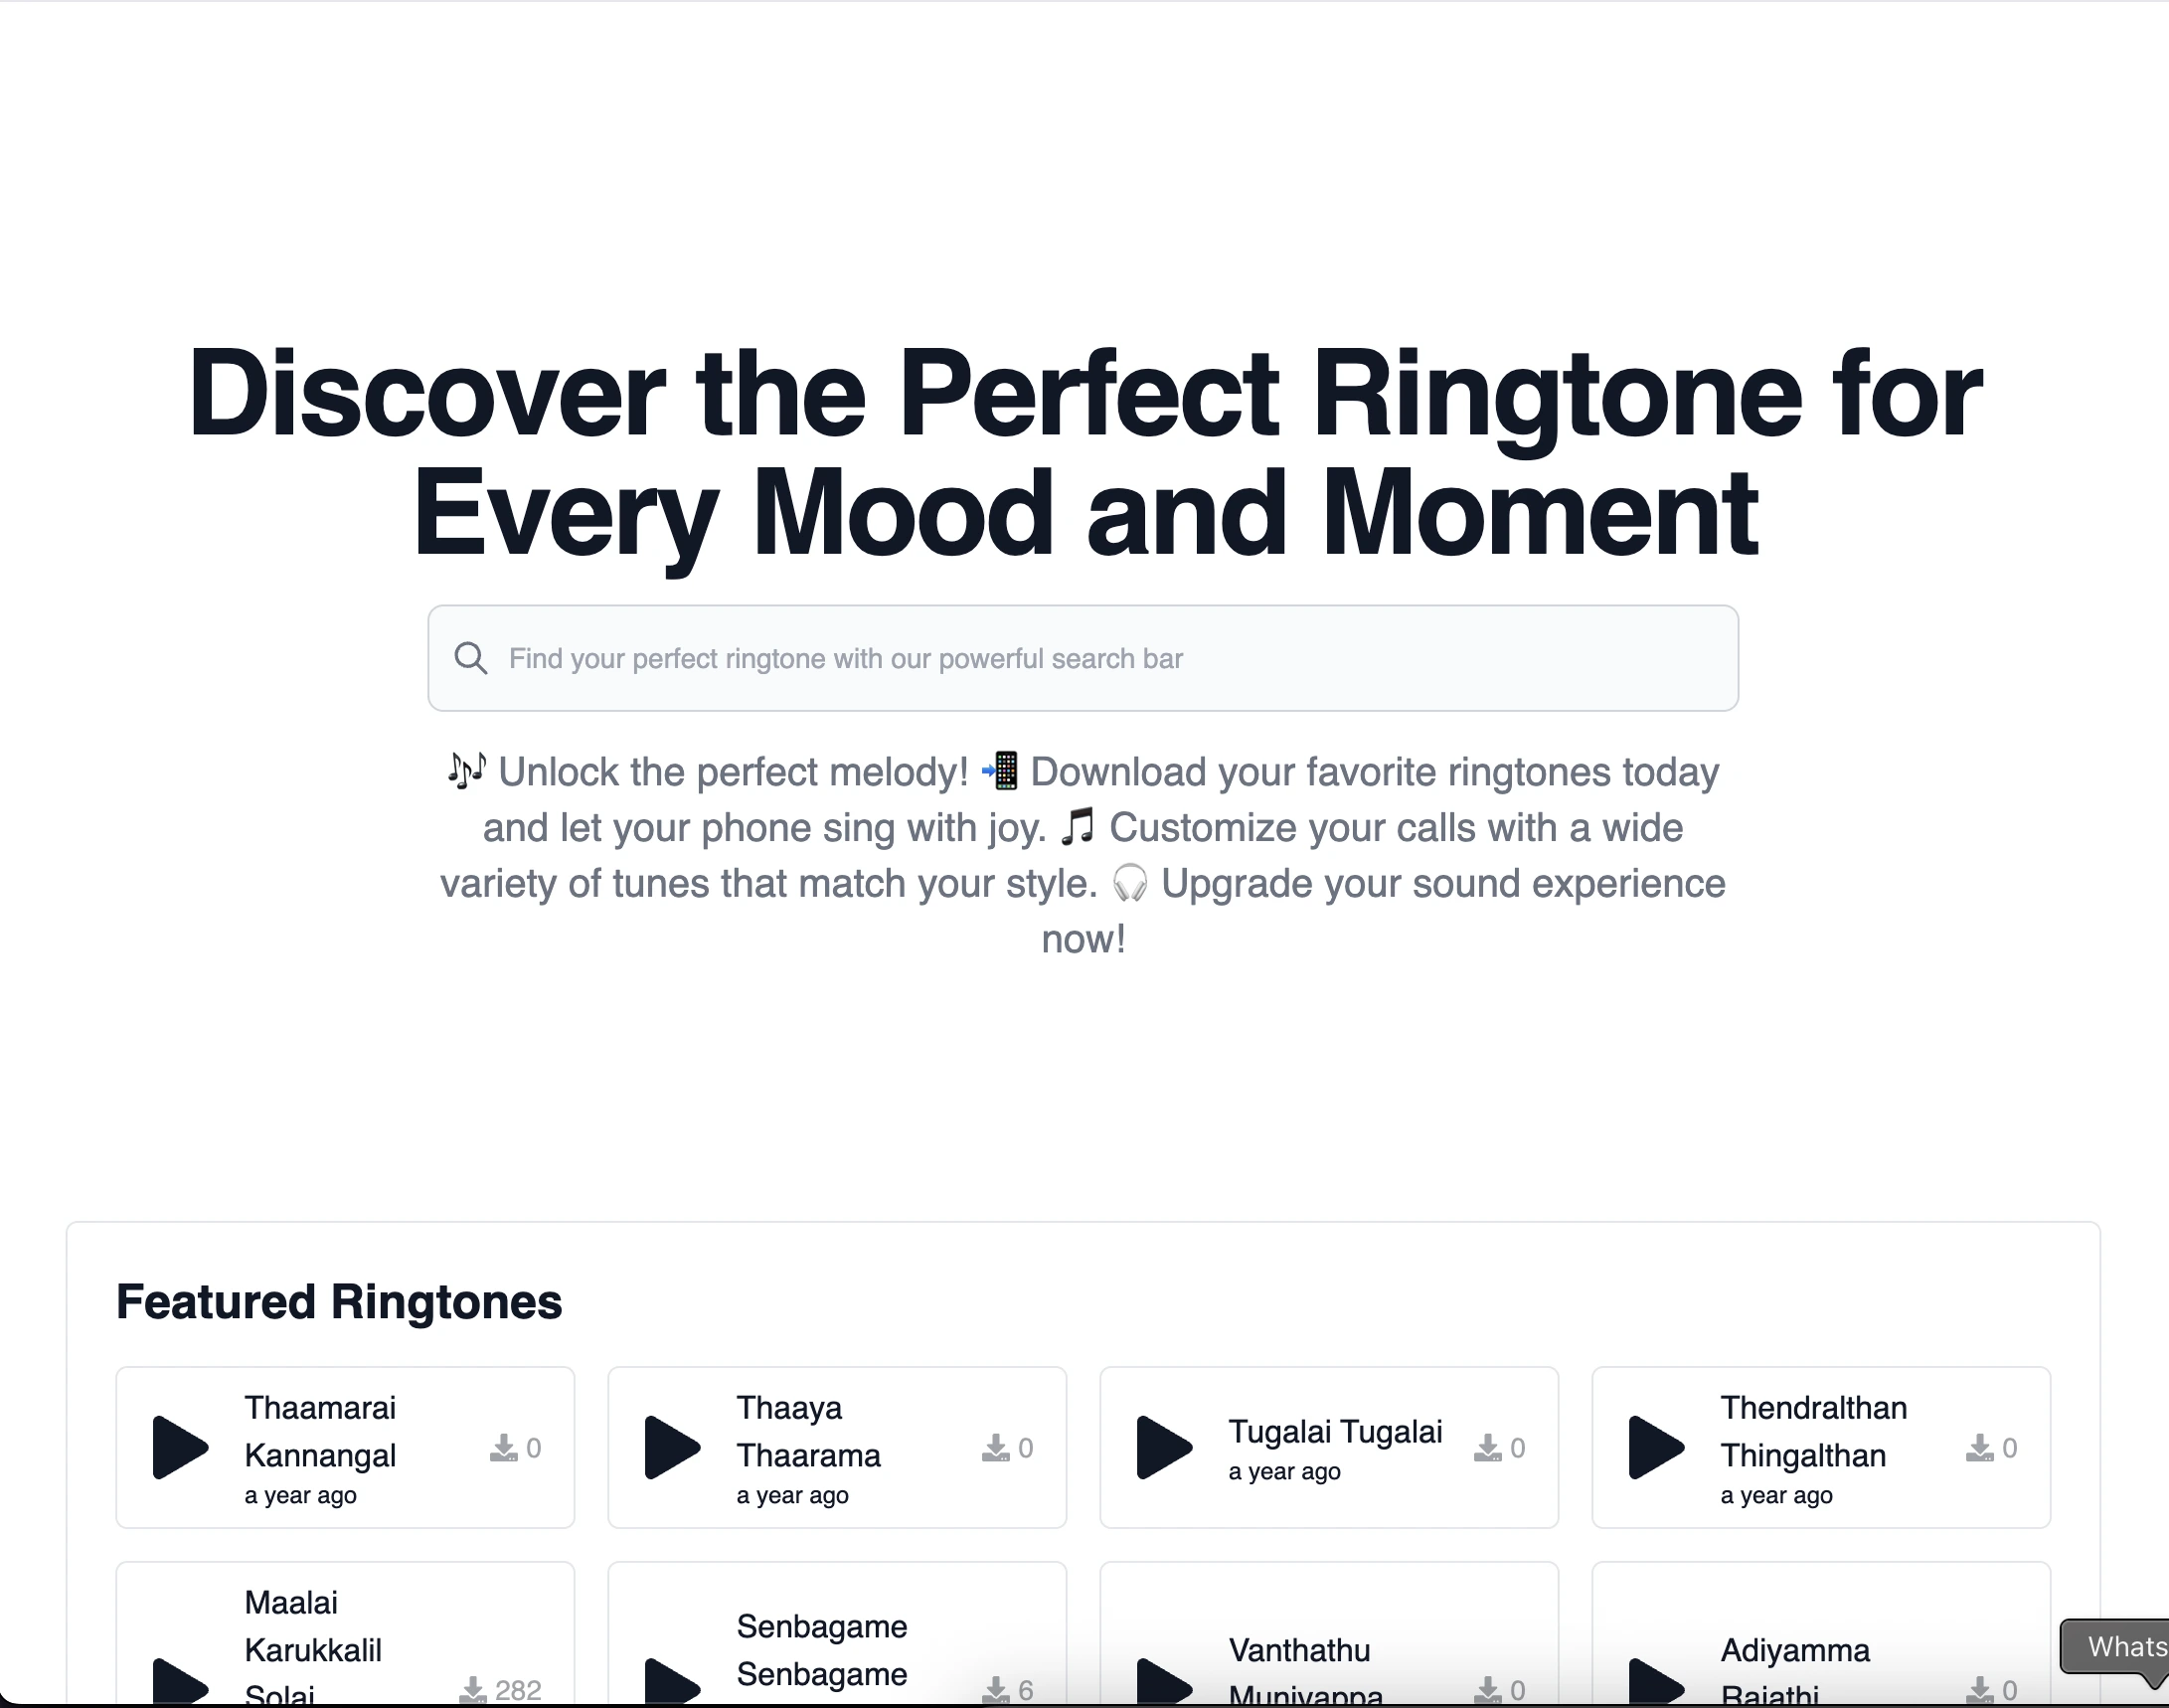 Discover the Perfect Ringtone for
Every Mood and Moment
Find your perfect ringtone with our powerful search bar
🎶 Unlock the perfect melody! 📲 Download your favorite ringtones today
and let your phone sing with joy. 🎵 Customize your calls with a wide
variety of tunes that match your style. 🎧 Upgrade your sound experience
now!
Featured Ringtones
Thaamarai
Kannangal
a year ago
0
Thaaya
Thaarama
a year ago
0
Tugalai Tugalai
a year ago
0
Thendralthan
Thingalthan
a year ago
0
Maalai
Karukkalil
Solai
282
Senbagame
Senbagame
6
Vanthathu
Muniyappa
0
Adiyamma
Rajathi
0
Whats